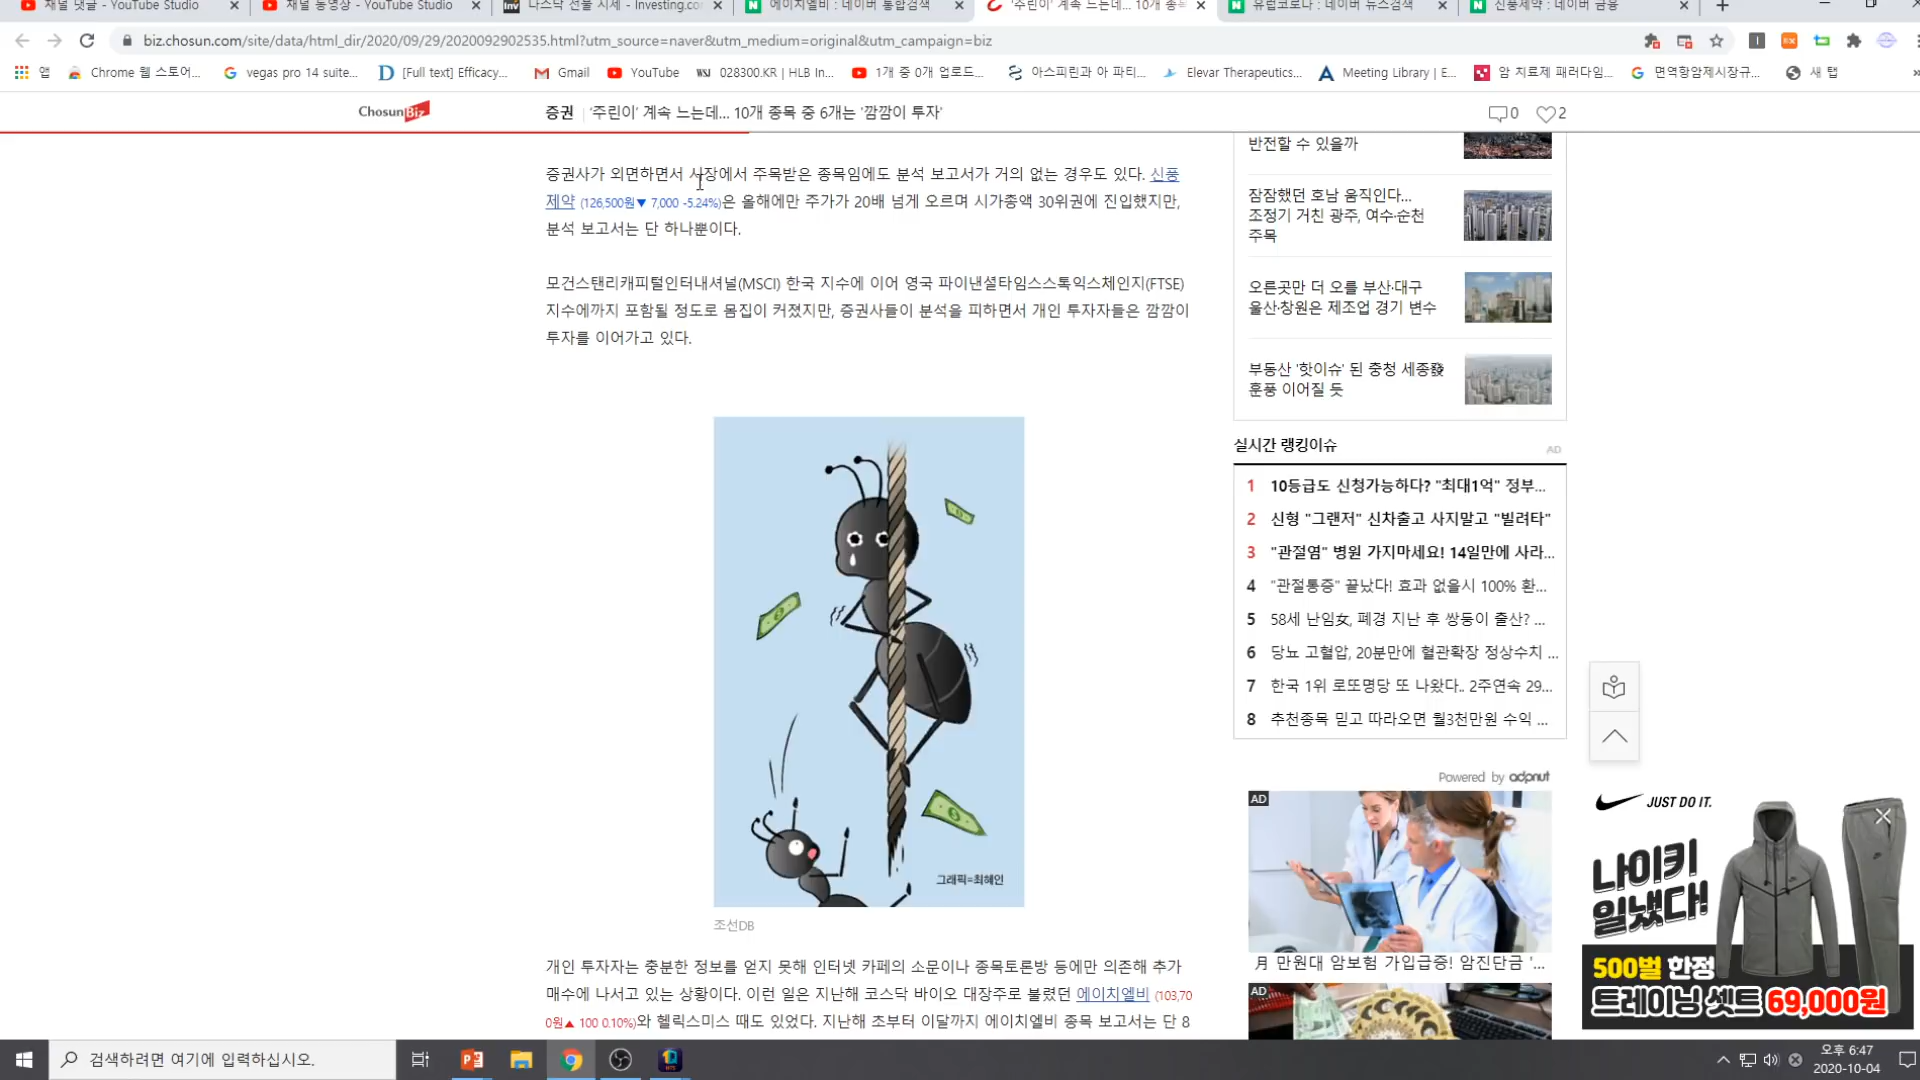 채널 댓글 - YouTube Studio
채널 동영상 - YouTube Studio
나스닥 선물 시세 - Investing.co
에이치엘비 : 네이버 통합검색
'주린이' 계속 느는데... 10개 종목
유럽코로나 : 네이버 뉴스검색
신풍제약 : 네이버 금융
biz.chosun.com/site/data/html_dir/2020/09/29/2020092902535.html?utm_source=naver&utm_medium=original&utm_campaign=biz
앱
Chrome 웹 스토어...
vegas pro 14 suite...
[Full text] Efficacy...
Gmail
YouTube
WSJ 028300.KR | HLB In...
1개 중 0개 업로드...
아스피린과 아 파티...
Elevar Therapeutics...
Meeting Library | E...
암 치료제 패러다임...
면역항암제시장규...
새 탭
ChosunBiz
증권 | '주린이' 계속 느는데... 10개 종목 중 6개는 '깜깜이 투자'
0
2
증권사가 외면하면서 시장에서 주목받은 종목임에도 분석 보고서가 거의 없는 경우도 있다. 신풍
제약 (126,500원▼ 7,000 -5.24%)은 올해에만 주가가 20배 넘게 오르며 시가총액 30위권에 진입했지만,
분석 보고서는 단 하나뿐이다.
모건스탠리캐피털인터내셔널(MSCI) 한국 지수에 이어 영국 파이낸셜타임스스톡익스체인지(FTSE)
지수에까지 포함될 정도로 몸집이 커졌지만, 증권사들이 분석을 피하면서 개인 투자자들은 깜깜이
투자를 이어가고 있다.
그래픽=최혜인
조선DB
개인 투자자는 충분한 정보를 얻지 못해 인터넷 카페의 소문이나 종목토론방 등에만 의존해 추가
매수에 나서고 있는 상황이다. 이런 일은 지난해 코스닥 바이오 대장주로 불렸던 에이치엘비 (103,70
0원▲ 100 0.10%)와 헬릭스미스 때도 있었다. 지난해 초부터 이달까지 에이치엘비 종목 보고서는 단 8
반전할 수 있을까
잠잠했던 호남 움직인다...
조정기 거친 광주, 여수·순천
주목
오른곳만 더 오를 부산·대구
울산·창원은 제조업 경기 변수
부동산 '핫이슈' 된 충청 세종發
훈풍 이어질 듯
실시간 랭킹이슈
AD
1 10등급도 신청가능하다? "최대1억" 정부...
2 신형 "그랜저" 신차출고 사지말고 "빌려타"
3 "관절염" 병원 가지마세요! 14일만에 사라...
4 "관절통증" 끝났다! 효과 없을시 100% 환...
5 58세 난임女, 폐경 지난 후 쌍둥이 출산? ...
6 당뇨 고혈압, 20분만에 혈관확장 정상수치 ...
7 한국 1위 로또명당 또 나왔다.. 2주연속 29...
8 추천종목 믿고 따라오면 월3천만원 수익 ...
Powered by adpnut
AD
月 만원대 암보험 가입급증! 암진단금 '...
AD
JUST DO IT.
나이키
일냈다!
500벌 한정
트레이닝 셋트 69,000원
검색하려면 여기에 입력하십시오.
오후 6:47
2020-10-04